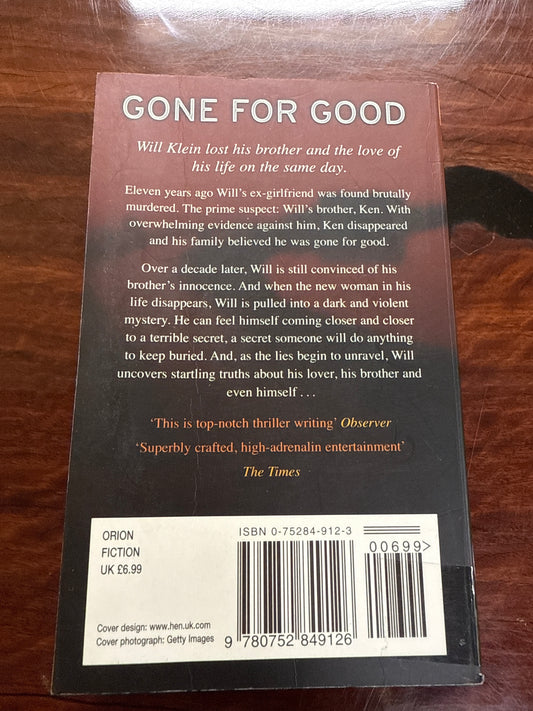 GONE FOR GOOD
Will Klein lost his brother and the love of
his life on the same day.
Eleven years ago Will's ex-girlfriend was found brutally
murdered. The prime suspect: Will's brother, Ken. With
overwhelming evidence against him, Ken disappeared
and his family believed he was gone for good.
Over a decade later, Will is still convinced of his
brother's innocence. And when the new woman in his
life disappears, Will is pulled into a dark and violent
mystery. He can feel himself coming closer and closer
to a terrible secret, a secret someone will do anything
to keep buried. And, as the lies begin to unravel, Will
uncovers startling truths about his lover, his brother and
even himself . . .
‘This is top-notch thriller writing’ Observer
‘Superbly crafted, high-adrenalin entertainment’
The Times
ORION
FICTION
UK £6.99
ISBN 0-75284-912-3
00699>
Cover design: www.hen.uk.com
Cover photograph: Getty Images
9 780752 849126